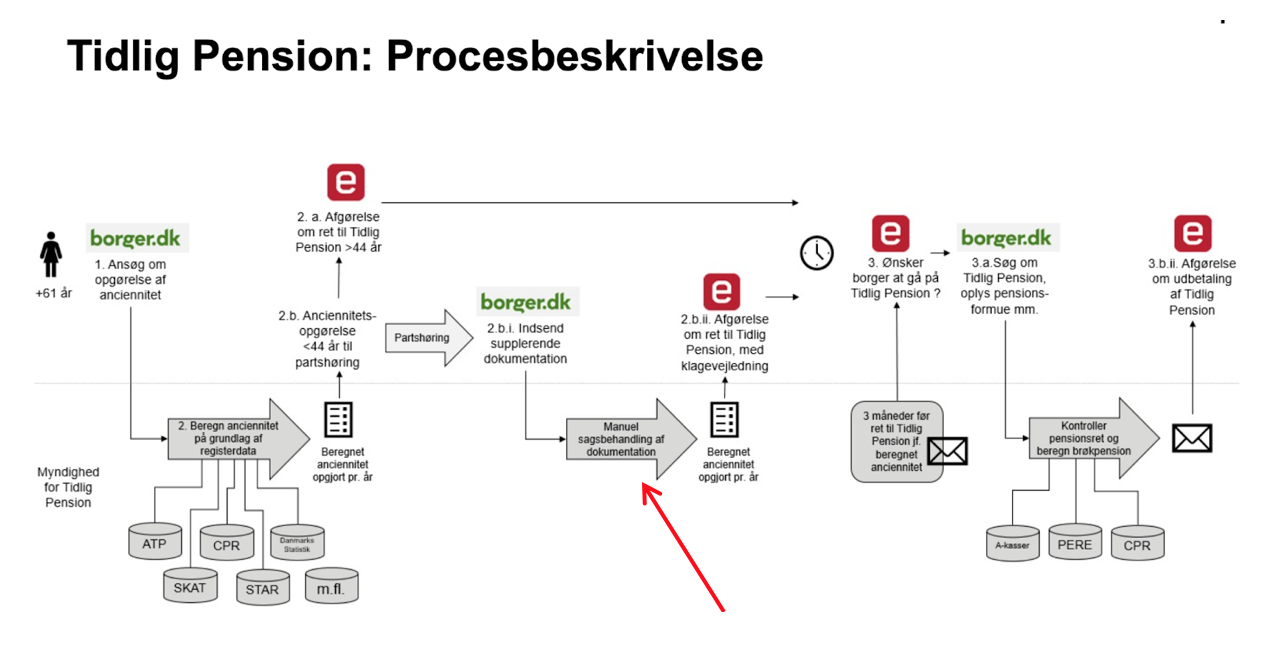 Tidlig Pension: Procesbeskrivelse
+61 år
borger.dk
1. Ansøg om
opgørelse af
anciennitet
e
2. a. Afgørelse
om ret til Tidlig
Pension >44 år
2.b. Anciennitets-
opgørelse
<44 år til
partshøring
Partshøring
borger.dk
2.b.i. Indsend
supplerende
dokumentation
e
2.b.ii. Afgørelse
om ret til Tidlig
Pension, med
klagevejledning
e
3. Ønsker
borger at gå på
Tidlig Pension ?
borger.dk
3.a.Søg om
Tidlig Pension,
oplys pensions-
formue mm.
e
3.b.ii. Afgørelse
om udbetaling
af Tidlig
Pension
Myndighed
for Tidlig
Pension
2. Beregn anciennitet
på grundlag af
registerdata
Beregnet
anciennitet
opgjort pr. år
Manuel
sagsbehandling af
dokumentation
Beregnet
anciennitet
opgjort pr. år
3 måneder før
ret til Tidlig
Pension jf.
beregnet
anciennitet
Kontroller
pensionsret og
beregn brøkpension
ATP
CPR
Danmarks
Statistik
SKAT
STAR
m.fl.
A-kasser
PERE
CPR